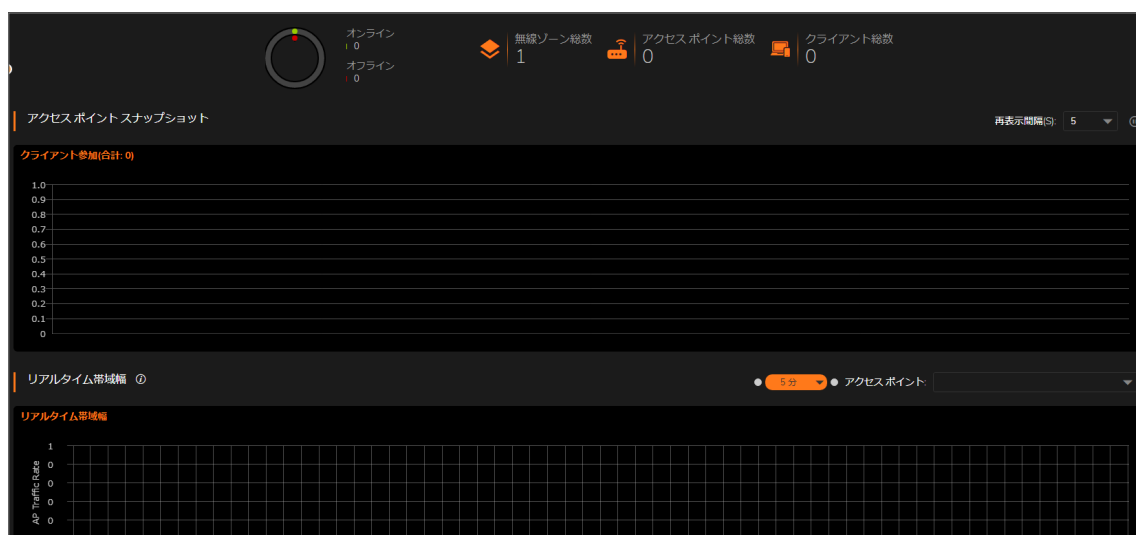 オンライン
0
オフライン
0
無線ゾーン総数
1
アクセス ポイント総数
0
クライアント総数
0
アクセス ポイント スナップショット
再表示間隔(S): 5
クライアント参加(合計: 0)
1.0
0.9
0.8
0.7
0.6
0.5
0.4
0.3
0.2
0.1
0
リアルタイム帯域幅
5 分
アクセス ポイント:
リアルタイム帯域幅
AP Traffic Rate
1
0
0
0
0